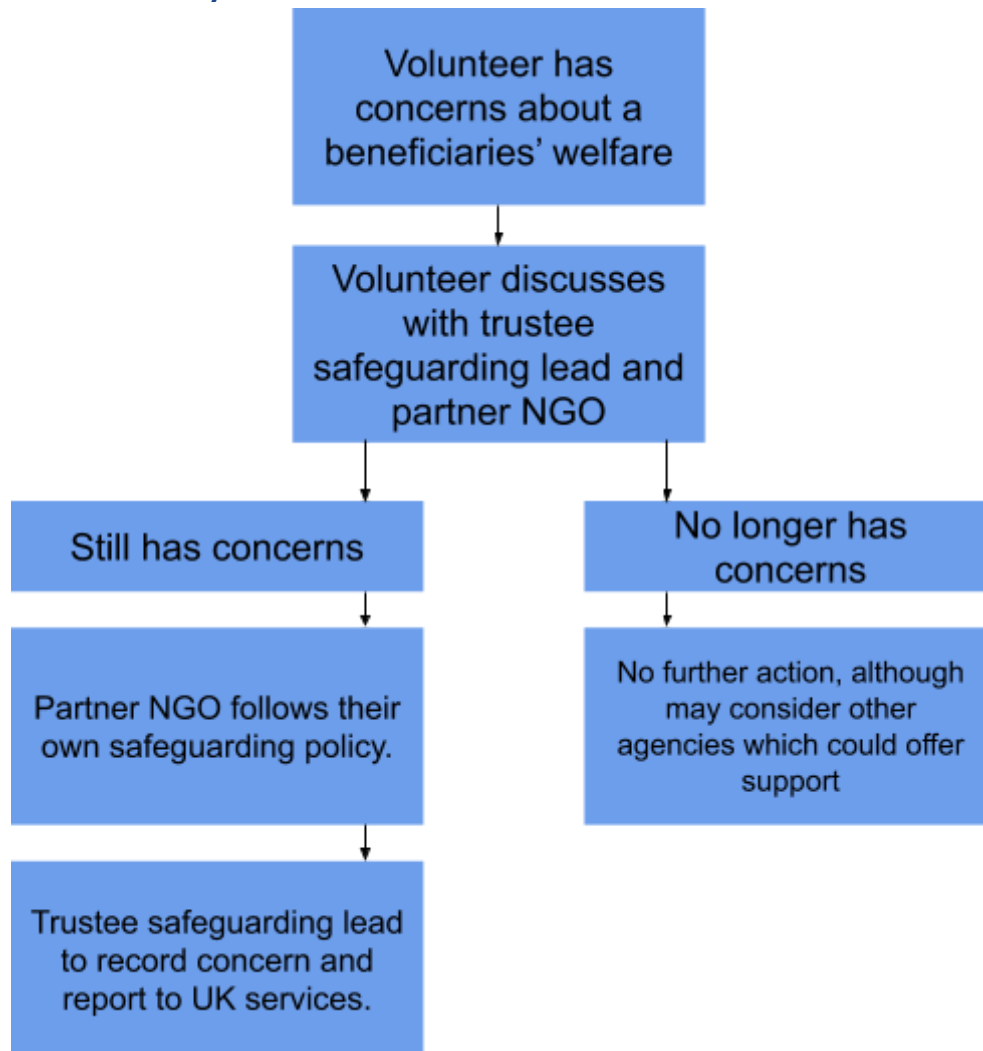 Volunteer has
concerns about a
beneficiaries’ welfare
Volunteer discusses
with trustee
safeguarding lead and
partner NGO
Still has concerns
No longer has
concerns
Partner NGO follows their
own safeguarding policy.
No further action, although
may consider other
agencies which could offer
support
Trustee safeguarding lead
to record concern and
report to UK services.